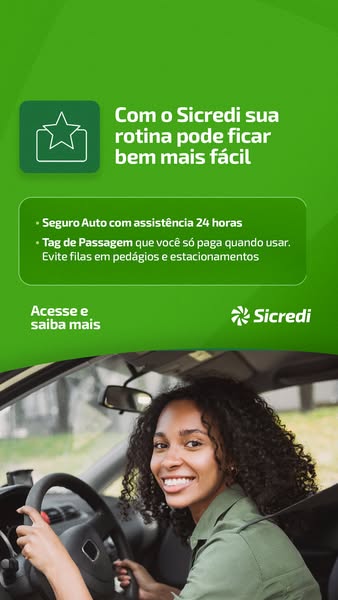 Com o Sicredi sua
rotina pode ficar
bem mais fácil
• Seguro Auto com assistência 24 horas
• Tag de Passagem que você só paga quando usar.
Evite filas em pedágios e estacionamentos
Acesse e
saiba mais
Sicredi